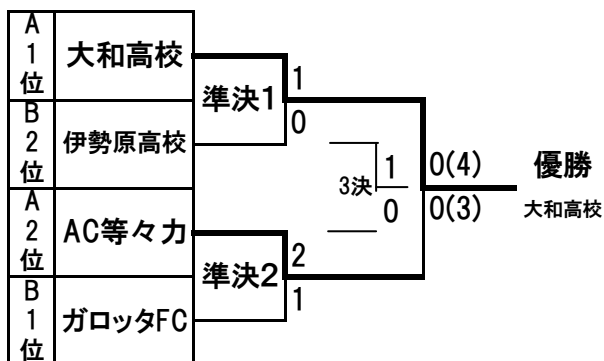 A
1
位
大和高校
B
2
位
伊勢原高校
A
2
位
AC等々力
B
1
位
ガロッタFC
準決1
1
0
準決2
2
1
3決
1
0
0(4)
0(3)
優勝
大和高校